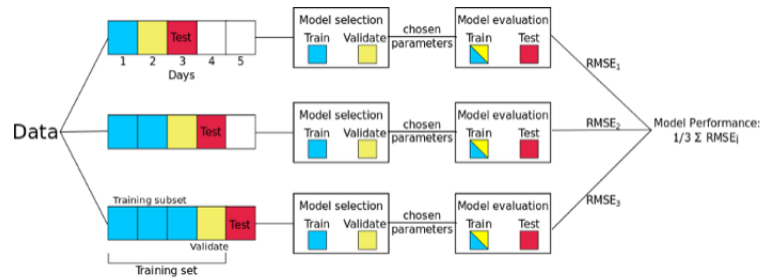 Data
Test
1 2 3 4 5
Days
Model selection
Train Validate
chosen
parameters
Model evaluation
Train Test
RMSE1
Test
Model selection
Train Validate
chosen
parameters
Model evaluation
Train Test
RMSE2
Training subset
Test
Validate
Training set
Model selection
Train Validate
chosen
parameters
Model evaluation
Train Test
RMSE3
Model Performance:
1/3 Σ RMSEi